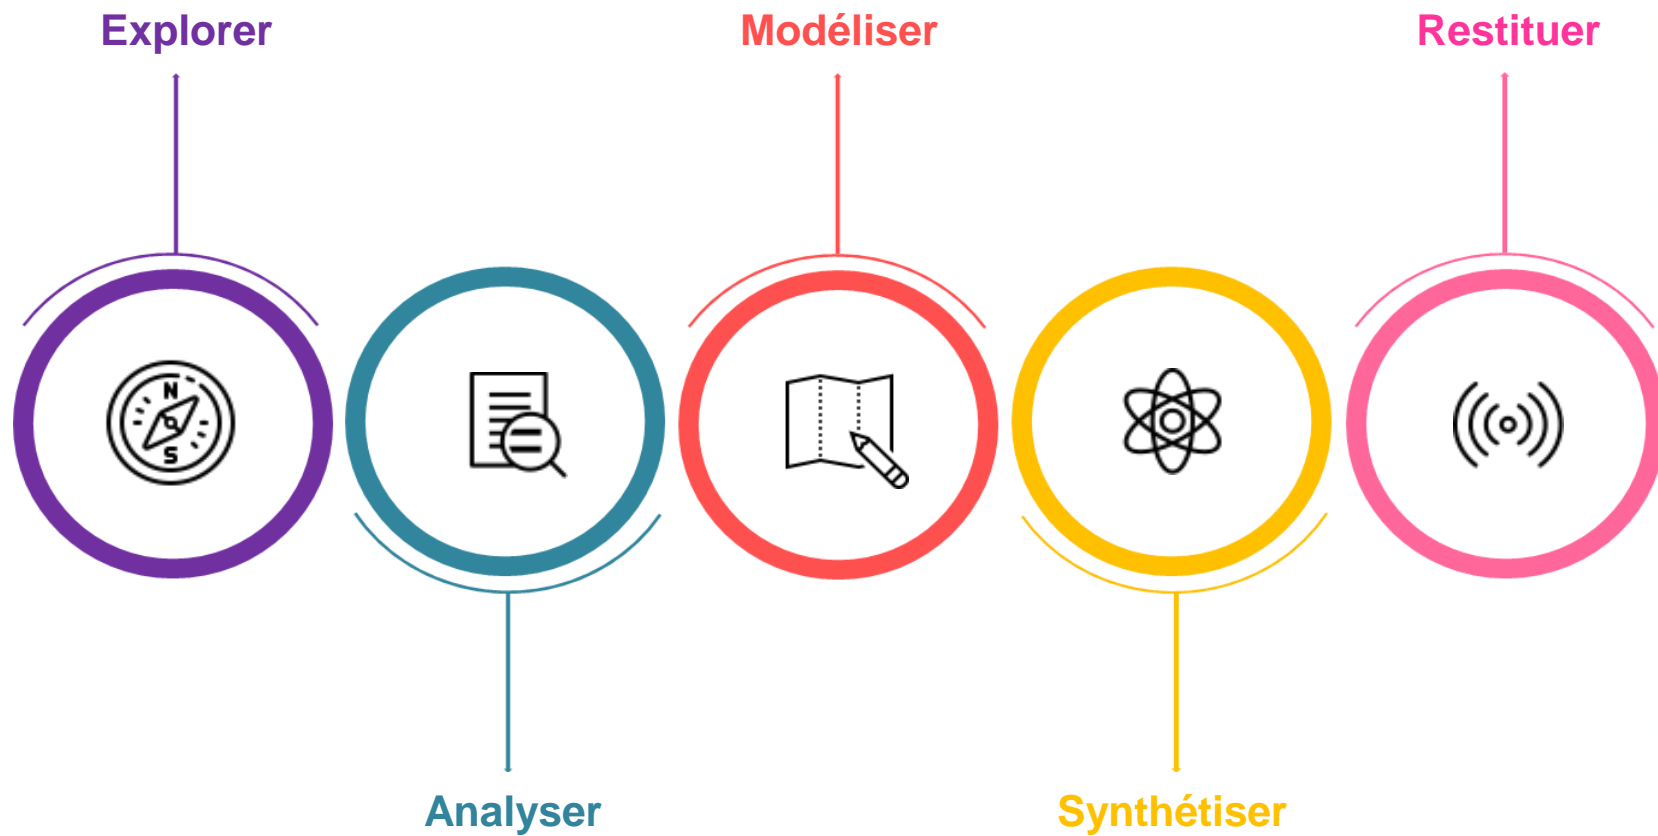 Explorer
Modéliser
Restituer
N
S
Analyser
Synthétiser